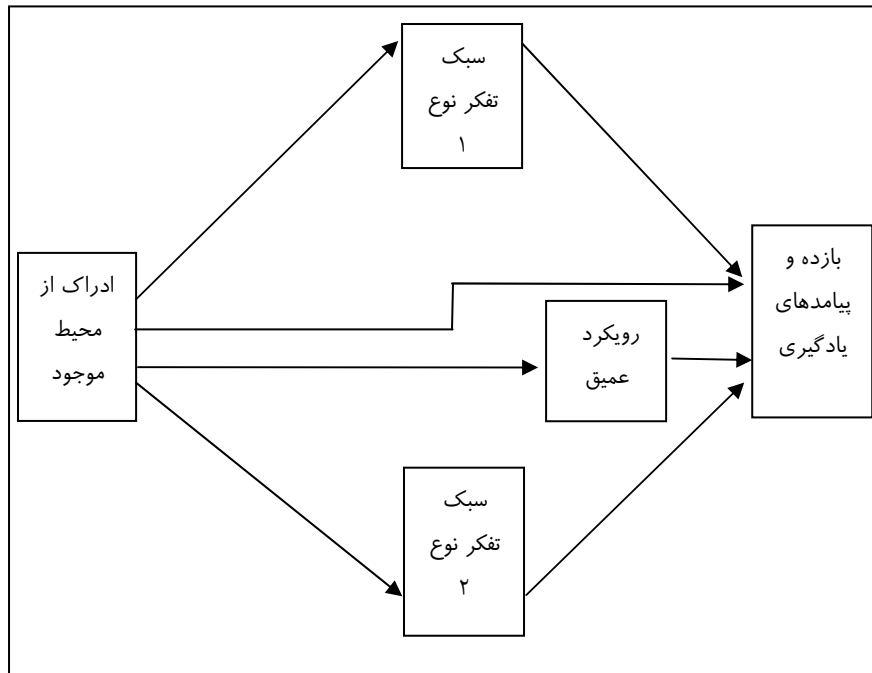 سبک
تفکر نوع
۱
ادراک از
محیط
موجود
بازده و
پیامدهای
یادگیری
رویکرد
عمیق
سبک
تفکر نوع
۲